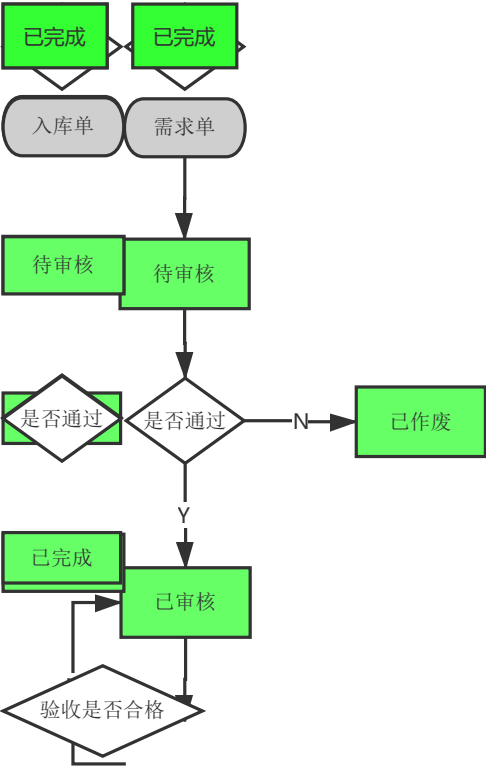 已完成
已完成
入库单
需求单
待审核
待审核
是否通过
是否通过
N
已作废
Y
已完成
已审核
验收是否合格